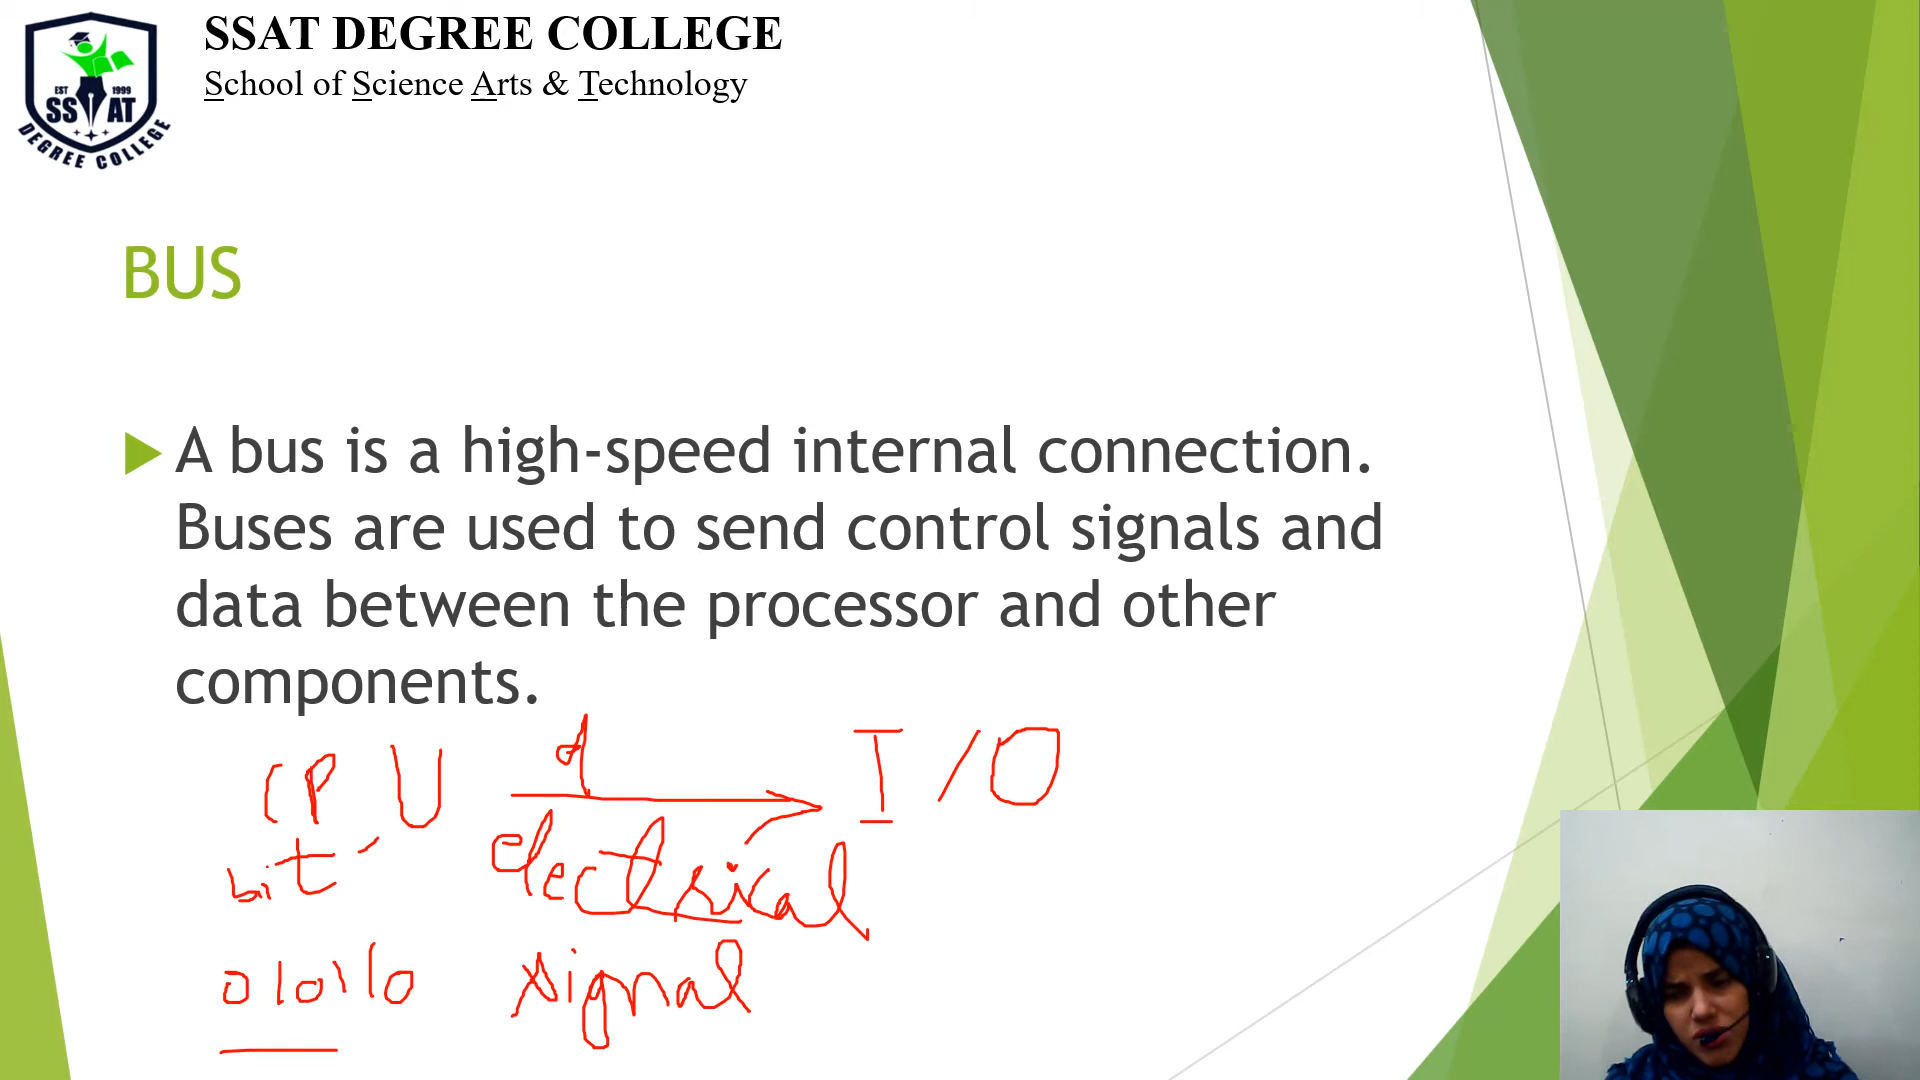 SSAT DEGREE COLLEGE
School of Science Arts & Technology
EST 1999
SSAT
DEGREE COLLEGE
BUS
A bus is a high-speed internal connection.
Buses are used to send control signals and
data between the processor and other
components.
CPU d I/O
bit electrical
010110 signal